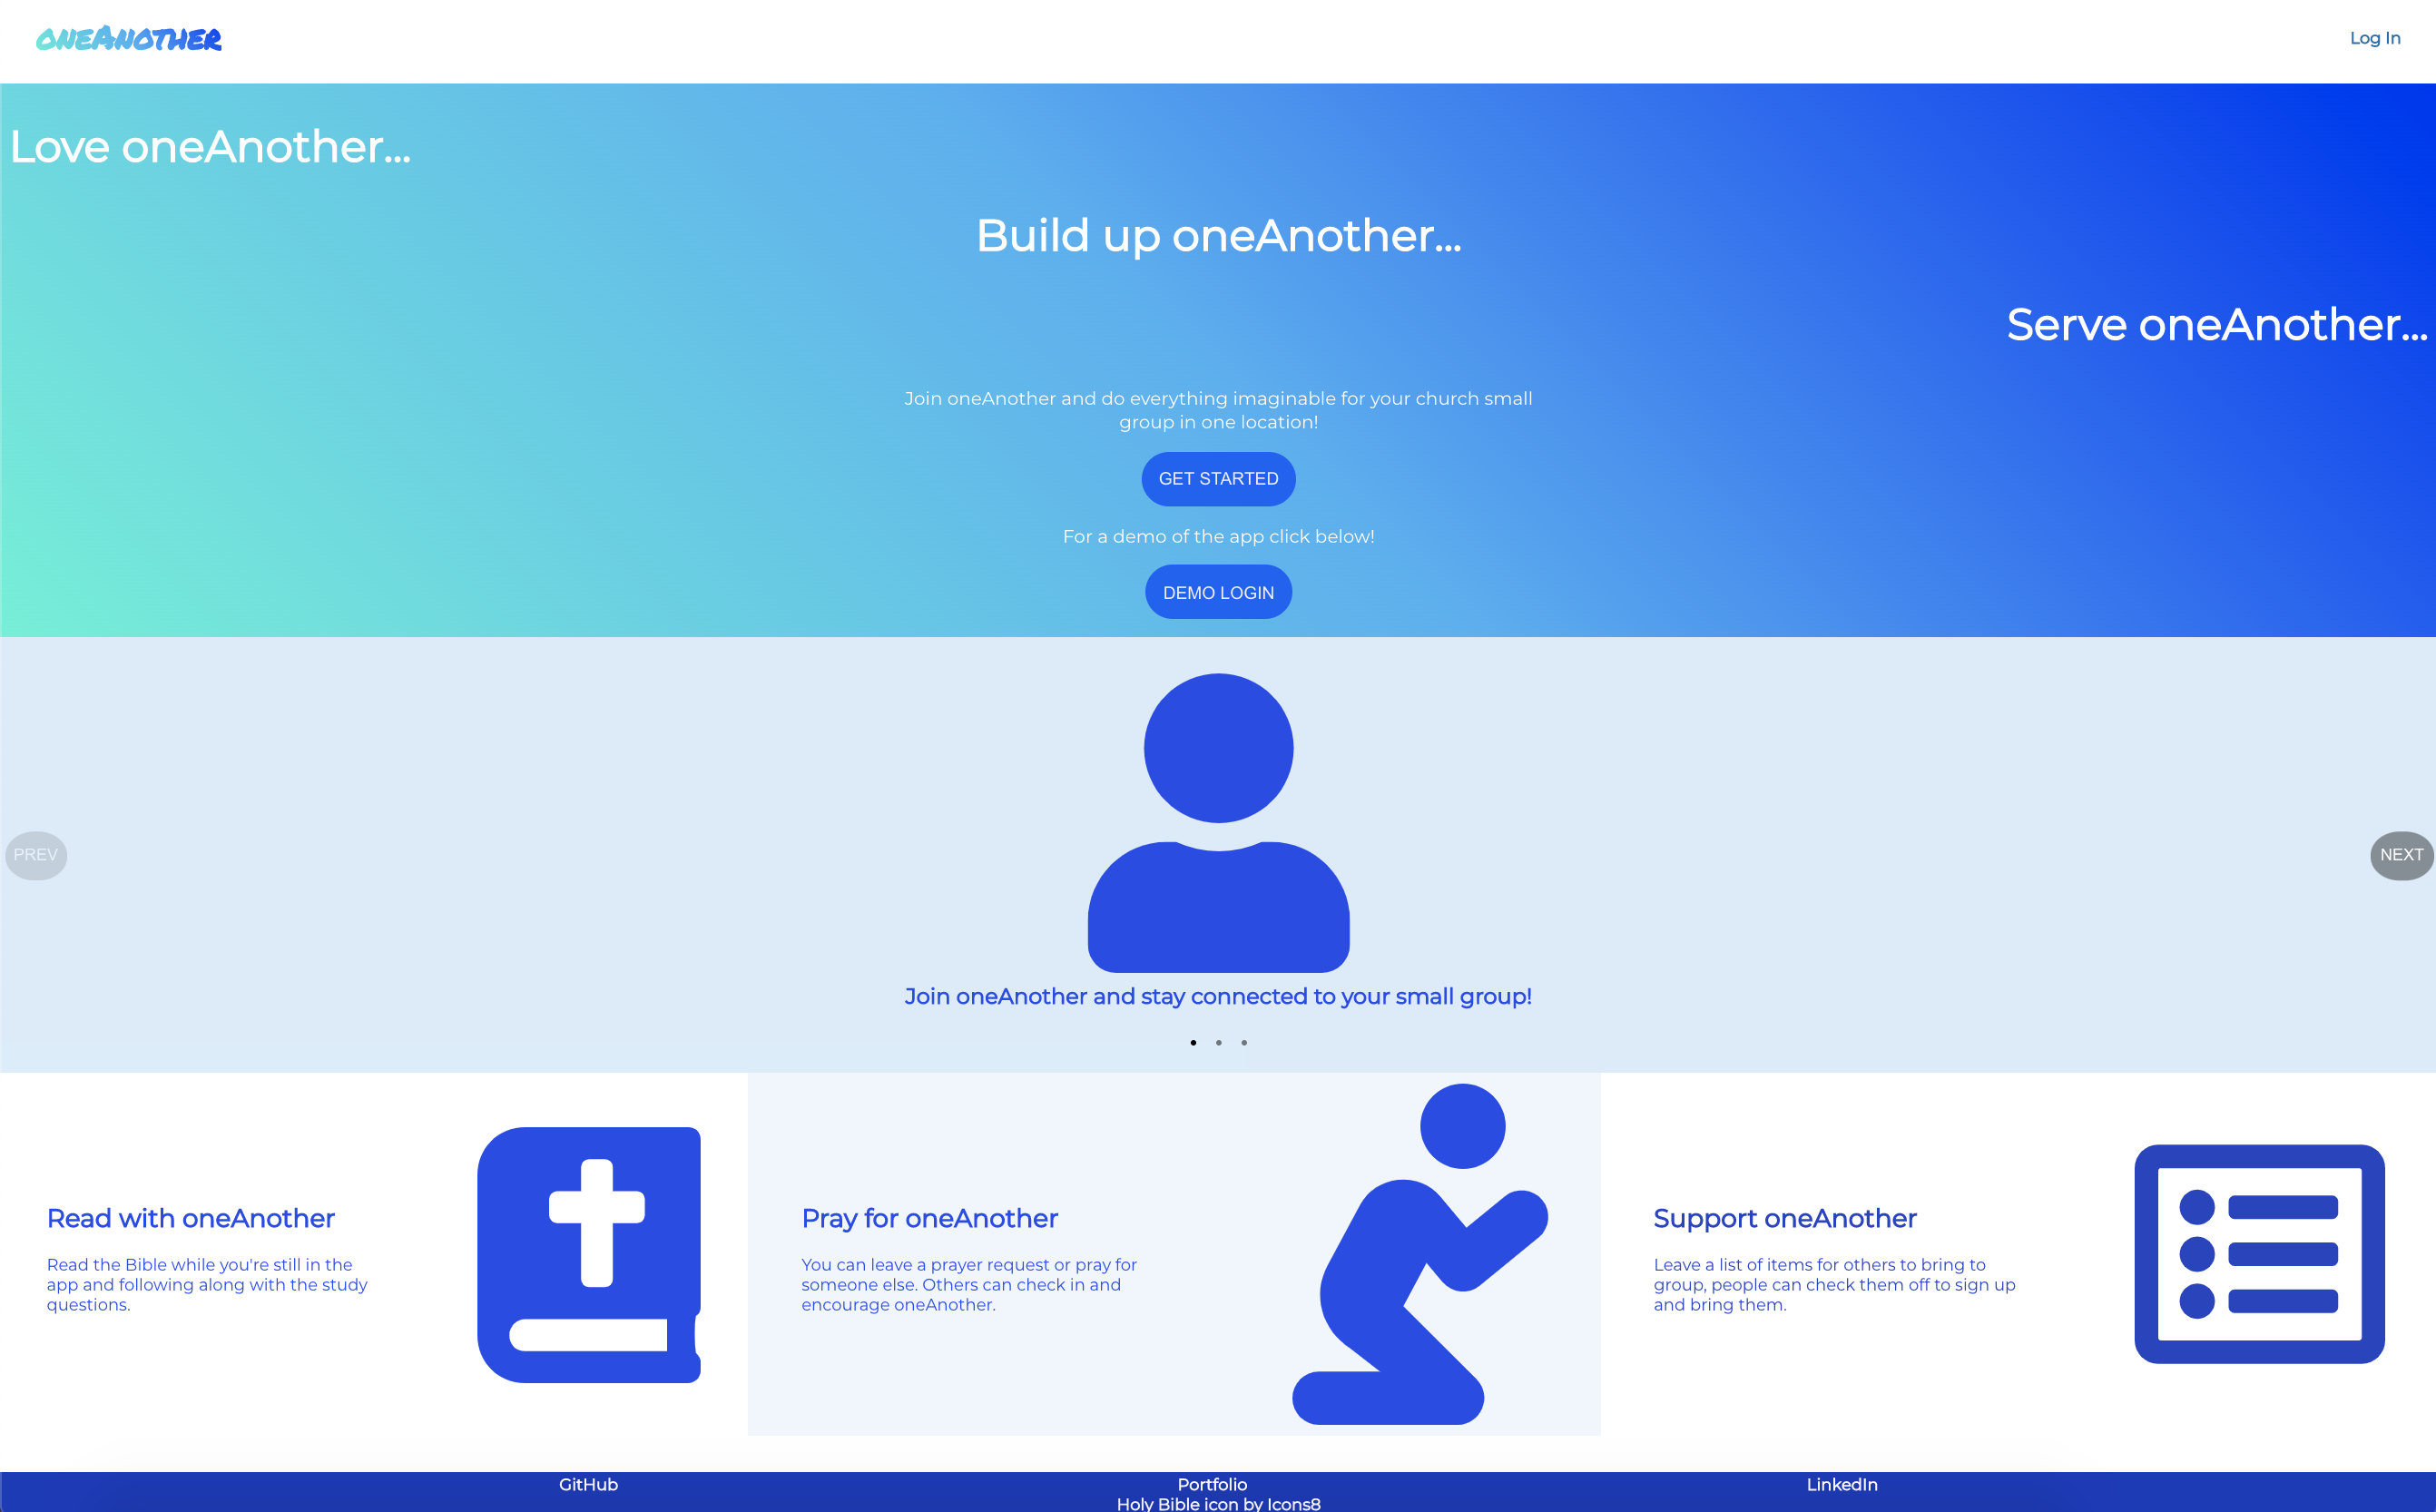 oneAnother
Log In
Love oneAnother...
Build up oneAnother...
Serve oneAnother...
Join oneAnother and do everything imaginable for your church small
group in one location!
GET STARTED
For a demo of the app click below!
DEMO LOGIN
PREV
NEXT
Join oneAnother and stay connected to your small group!
Read with oneAnother
Read the Bible while you're still in the
app and following along with the study
questions.
Pray for oneAnother
You can leave a prayer request or pray for
someone else. Others can check in and
encourage oneAnother.
Support oneAnother
Leave a list of items for others to bring to
group, people can check them off to sign up
and bring them.
GitHub
Portfolio
LinkedIn
Holy Bible icon by Icons8